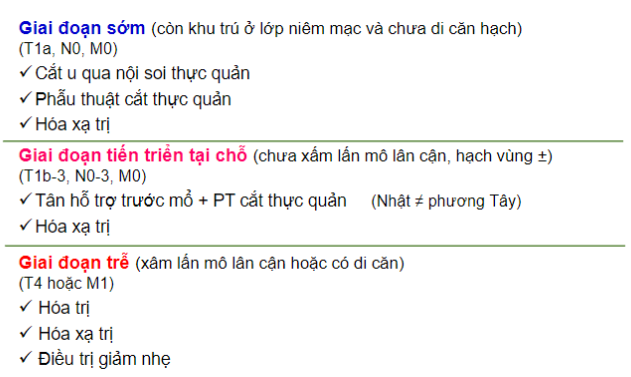 Giai đoạn sớm (còn khu trú ở lớp niêm mạc và chưa di căn hạch)
(T1a, N0, M0)
✓ Cắt u qua nội soi thực quản
✓ Phẫu thuật cắt thực quản
✓ Hóa xạ trị
Giai đoạn tiến triển tại chỗ (chưa xấm lấn mô lân cận, hạch vùng ±)
(T1b-3, N0-3, M0)
✓ Tân hỗ trợ trước mổ + PT cắt thực quản (Nhật ≠ phương Tây)
✓ Hóa xạ trị
Giai đoạn trễ (xâm lấn mô lân cận hoặc có di căn)
(T4 hoặc M1)
✓ Hóa trị
✓ Hóa xạ trị
✓ Điều trị giảm nhẹ